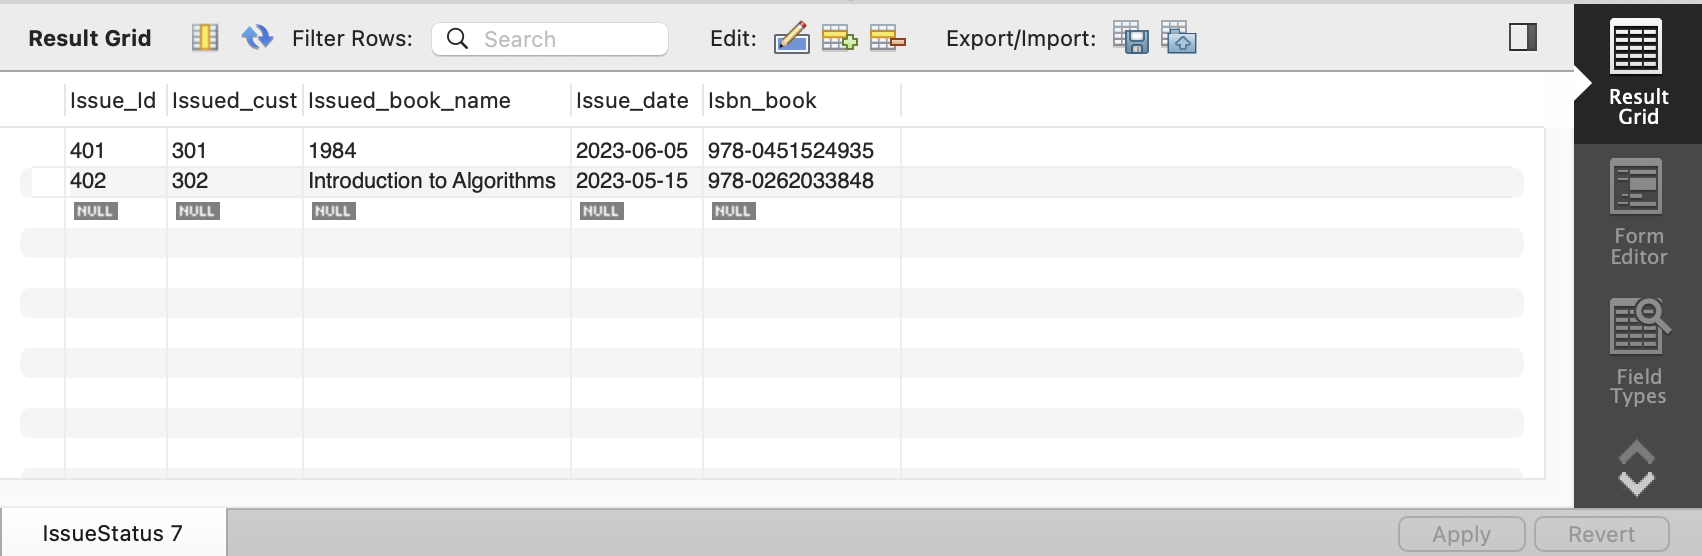 Result Grid Filter Rows: Search Edit: Export/Import:
Issue_Id Issued_cust Issued_book_name Issue_date Isbn_book
401 301 1984 2023-06-05 978-0451524935
402 302 Introduction to Algorithms 2023-05-15 978-0262033848
NULL NULL NULL NULL NULL
Result
Grid
Form
Editor
Field
Types
IssueStatus 7 Apply Revert